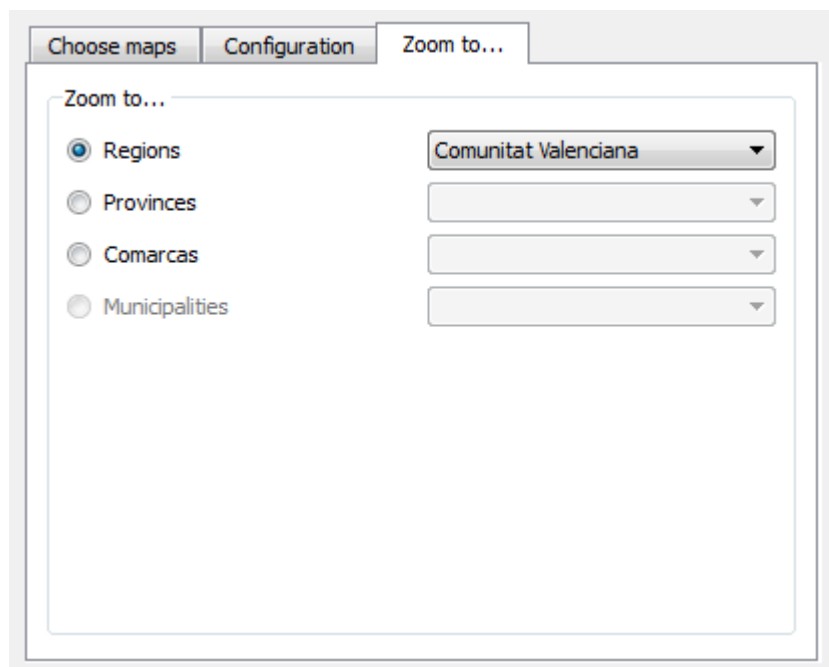 Choose maps Configuration Zoom to...
Zoom to...
Regions Comunitat Valenciana
Provinces
Comarcas
Municipalities